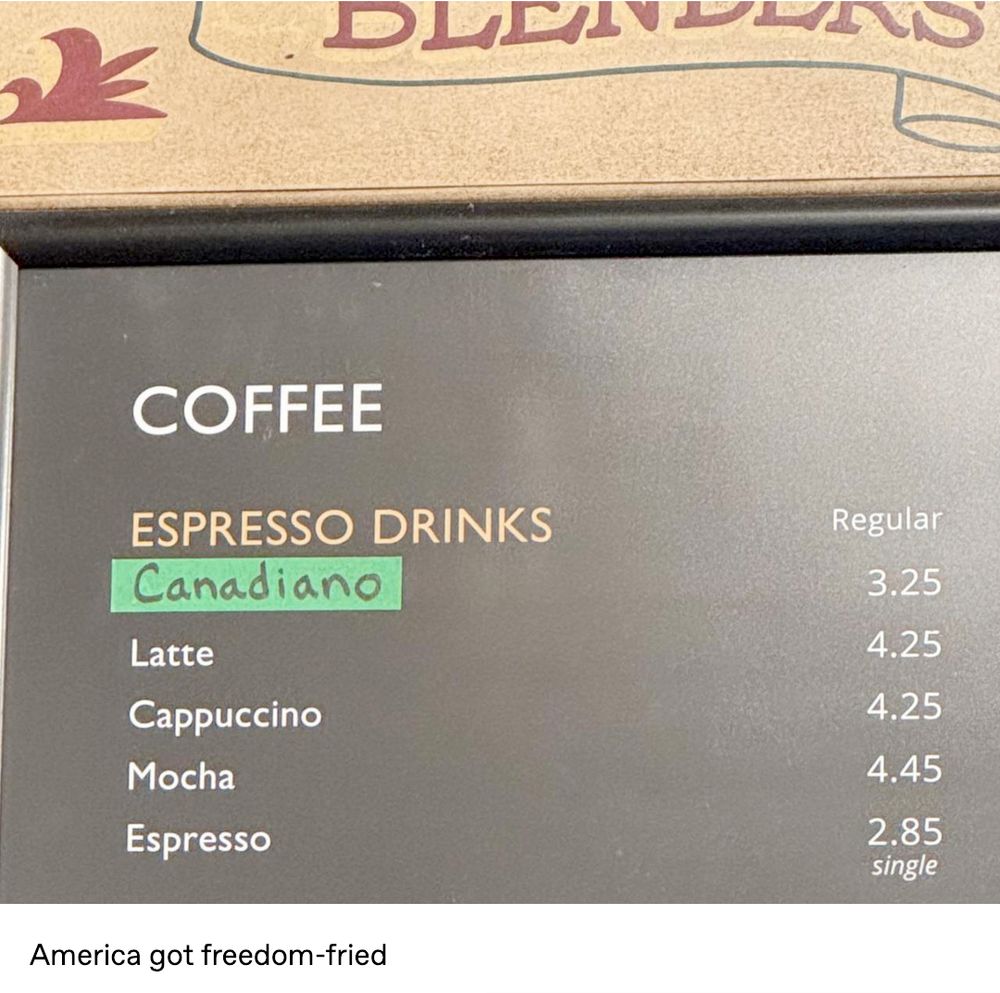 BLENDERS
COFFEE
ESPRESSO DRINKS Regular
Canadiano 3.25
Latte 4.25
Cappuccino 4.25
Mocha 4.45
Espresso 2.85
single
America got freedom-fried